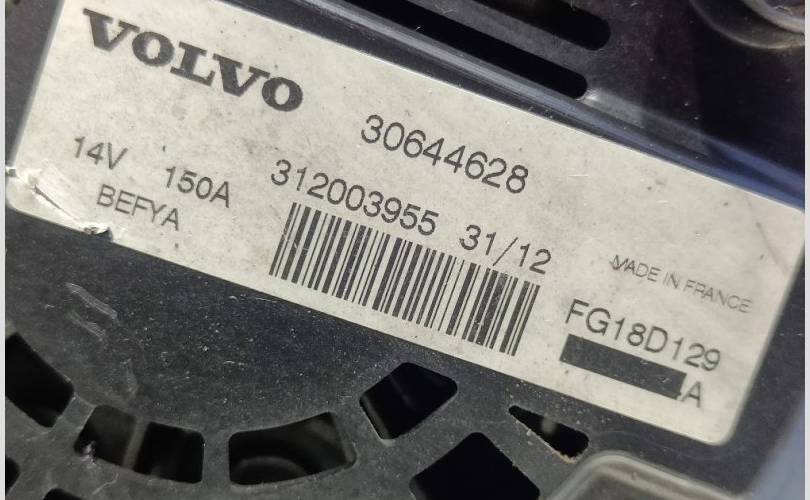 VOLVO
30644628
14V 150A 312003955 31/12
BEFYA
MADE IN FRANCE
FG18D129
A